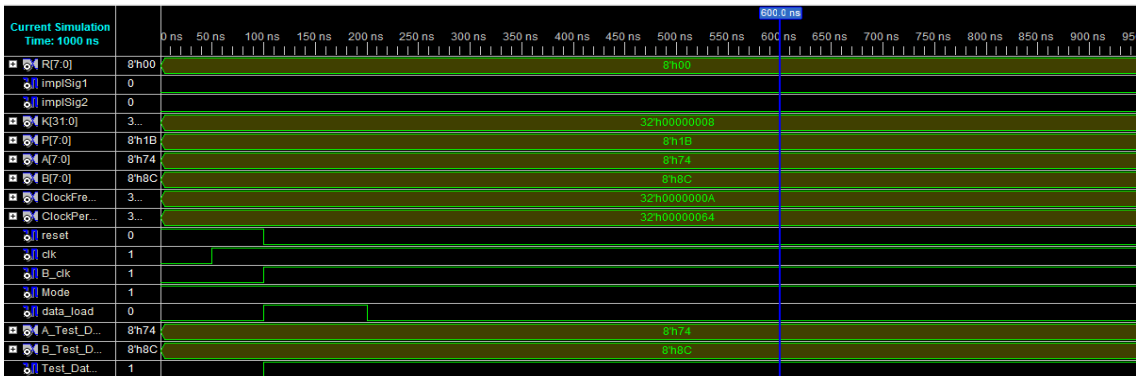 600.0 ns
Current Simulation
Time: 1000 ns
0 ns 50 ns 100 ns 150 ns 200 ns 250 ns 300 ns 350 ns 400 ns 450 ns 500 ns 550 ns 600 ns 650 ns 700 ns 750 ns 800 ns 850 ns 900 ns 95
R[7:0] 8'h00 8'h00
implSig1 0
implSig2 0
K[31:0] 3... 32'h00000008
P[7:0] 8'h1B 8'h1B
A[7:0] 8'h74 8'h74
B[7:0] 8'h8C 8'h8C
ClockFre... 3... 32'h0000000A
ClockPer... 3... 32'h00000064
reset 0
clk 1
B_clk 1
Mode 1
data_load 0
A_Test_D... 8'h74 8'h74
B_Test_D... 8'h8C 8'h8C
Test_Dat... 1